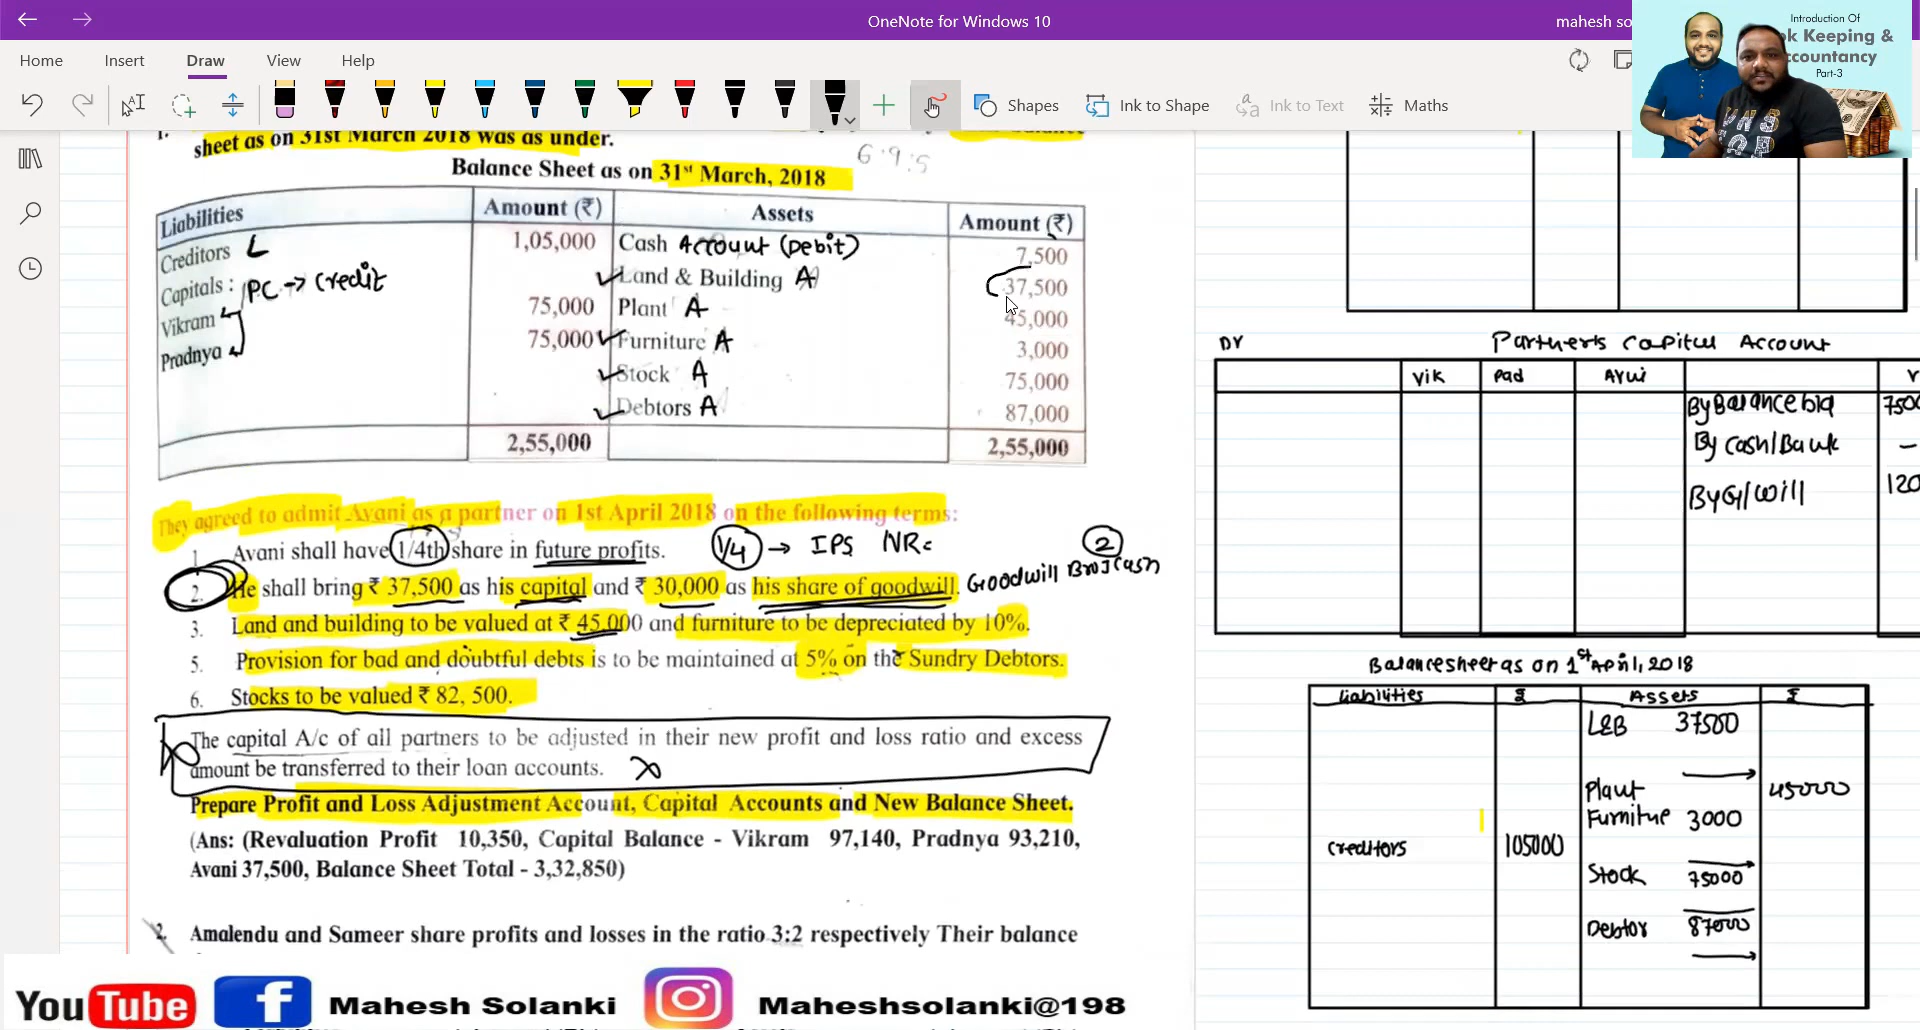 OneNote for Windows 10
mahesh so
Introduction Of
ok Keeping &
ccountancy
Part-3
Home Insert Draw View Help
Shapes Ink to Shape Ink to Text Maths
1.
sheet as on 31st March 2018 was as under.
6:9:5
Balance Sheet as on 31st March, 2018
Liabilities Amount (₹) Assets Amount (₹)
Creditors L 1,05,000 Cash Account (Debit) 7,500
Capitals : PC → Credit Land & Building A 37,500
Vikram 75,000 Plant A 45,000
Pradnya 75,000 Furniture A 3,000
Stock A 75,000
Debtors A 87,000
2,55,000 2,55,000
They agreed to admit Avani as a partner on 1st April 2018 on the following terms:
1. Avani shall have 1/4th share in future profits. 1/4 → IPS NR= 2
2. He shall bring ₹ 37,500 as his capital and ₹ 30,000 as his share of goodwill. Goodwill
3. Land and building to be valued at ₹ 45,000 and furniture to be depreciated by 10%.
5. Provision for bad and doubtful debts is to be maintained at 5% on the Sundry Debtors.
6. Stocks to be valued ₹ 82, 500.
The capital A/c of all partners to be adjusted in their new profit and loss ratio and excess
amount be transferred to their loan accounts.
Prepare Profit and Loss Adjustment Account, Capital Accounts and New Balance Sheet.
(Ans: (Revaluation Profit 10,350, Capital Balance - Vikram 97,140, Pradnya 93,210,
Avani 37,500, Balance Sheet Total - 3,32,850)
2. Amalendu and Sameer share profits and losses in the ratio 3:2 respectively Their balance
Dr Partner's Capital Account
Vik Pad Avni
By Balance b/d 7500
By Cash/Bank -
By G/will 120
Balancesheet as on 1st April, 2018
Liabilities ₹ Assets ₹
L&B 37500
Plant 45000
Furniture 3000
Creditors 105000
Stock 75000
Debtor 87000
YouTube f Mahesh Solanki Maheshsolanki@198